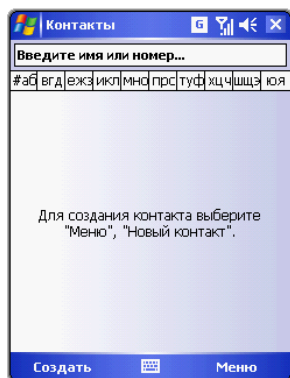 Контакты G
Введите имя или номер...
#аб вгд ежз икл мно прс туф хцч шщэ юя
Для создания контакта выберите
"Меню", "Новый контакт".
Создать Меню